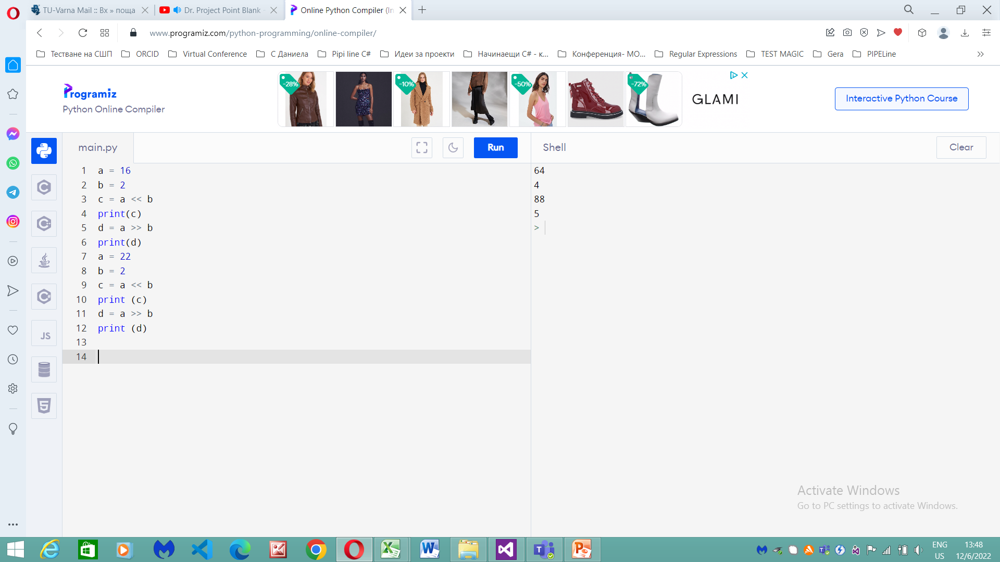 TU-Varna Mail :: Вх » поща
Dr. Project Point Blank
Online Python Compiler (In
www.programiz.com/python-programming/online-compiler/
Тестване на СШП
ORCID
Virtual Conference
С Даниела
Pipi line C#
Идеи за проекти
Начинаещи C# - к...
Конференция- МО...
Regular Expressions
TEST MAGIC
Gera
PIPELine
Programiz
Python Online Compiler
-28%
-10%
-50%
-72%
GLAMI
Interactive Python Course
main.py
Run
Shell
Clear
1 a = 16
2 b = 2
3 c = a << b
4 print(c)
5 d = a >> b
6 print(d)
7 a = 22
8 b = 2
9 c = a << b
10 print (c)
11 d = a >> b
12 print (d)
13
14
64
4
88
5
>
JS
Activate Windows
Go to PC settings to activate Windows.
ENG
US
13:48
12/6/2022